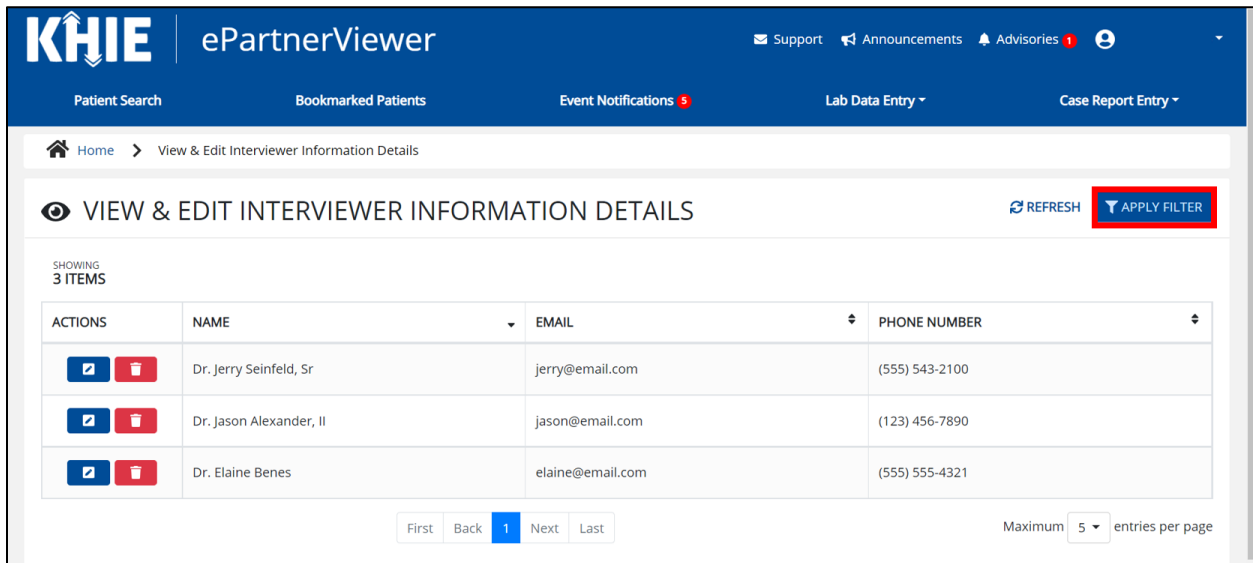 KHIE ePartnerViewer Support Announcements Advisories 1
Patient Search Bookmarked Patients Event Notifications 5 Lab Data Entry Case Report Entry
Home View & Edit Interviewer Information Details
VIEW & EDIT INTERVIEWER INFORMATION DETAILS REFRESH APPLY FILTER
SHOWING
3 ITEMS
ACTIONS NAME EMAIL PHONE NUMBER
Dr. Jerry Seinfeld, Sr jerry@email.com (555) 543-2100
Dr. Jason Alexander, II jason@email.com (123) 456-7890
Dr. Elaine Benes elaine@email.com (555) 555-4321
First Back 1 Next Last Maximum 5 entries per page